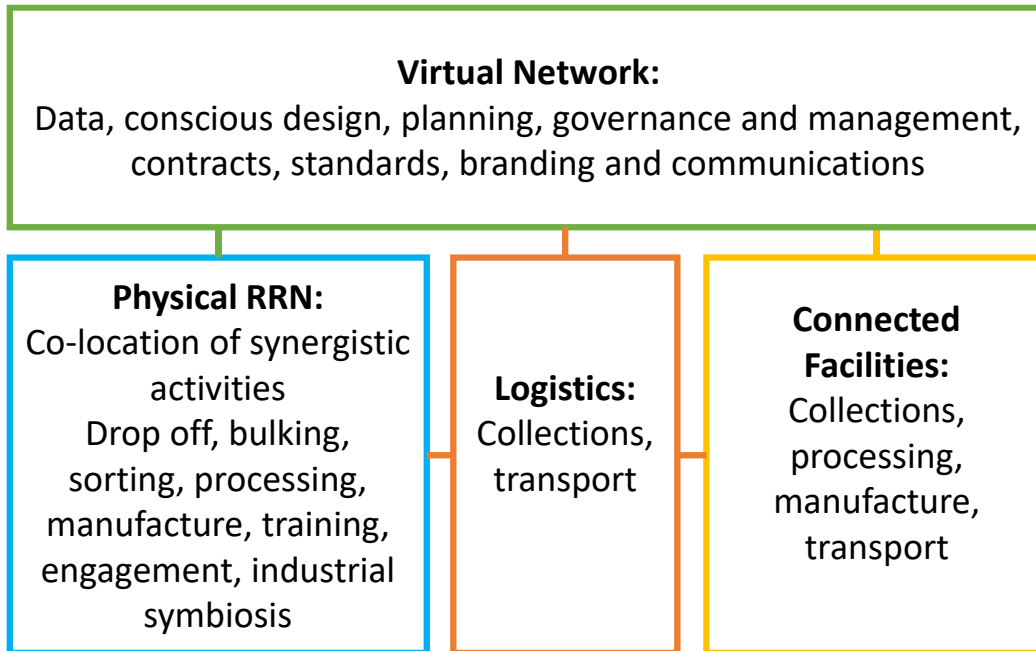 Virtual Network:
Data, conscious design, planning, governance and management,
contracts, standards, branding and communications
Physical RRN:
Co-location of synergistic
activities
Drop off, bulking,
sorting, processing,
manufacture, training,
engagement, industrial
symbiosis
Logistics:
Collections,
transport
Connected
Facilities:
Collections,
processing,
manufacture,
transport